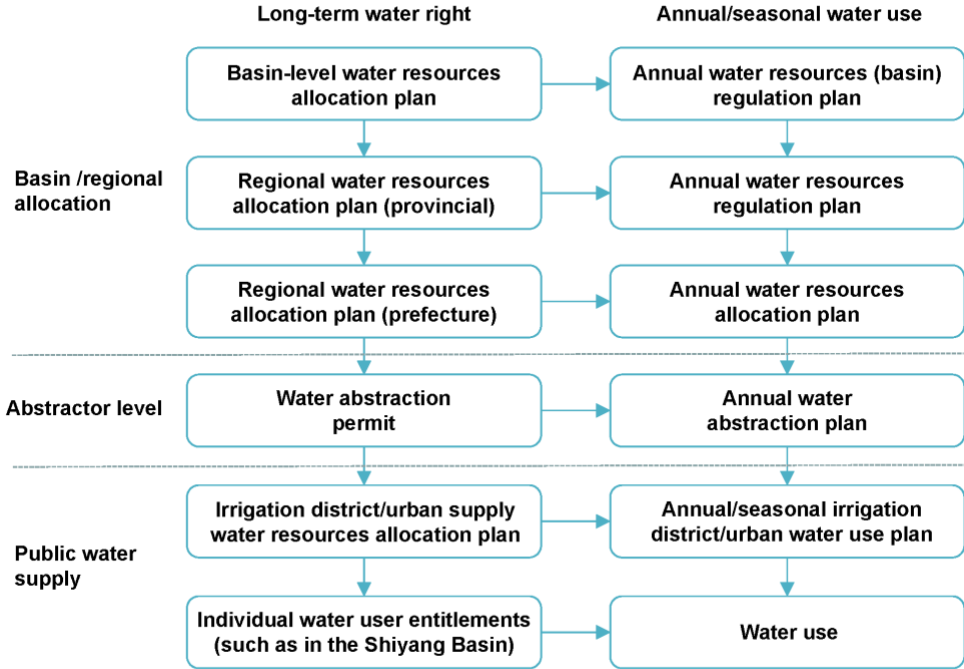 Long-term water right
Annual/seasonal water use
Basin-level water resources
allocation plan
Annual water resources (basin)
regulation plan
Basin /regional
allocation
Regional water resources
allocation plan (provincial)
Annual water resources
regulation plan
Regional water resources
allocation plan (prefecture)
Annual water resources
allocation plan
Abstractor level
Water abstraction
permit
Annual water
abstraction plan
Public water
supply
Irrigation district/urban supply
water resources allocation plan
Annual/seasonal irrigation
district/urban water use plan
Individual water user entitlements
(such as in the Shiyang Basin)
Water use